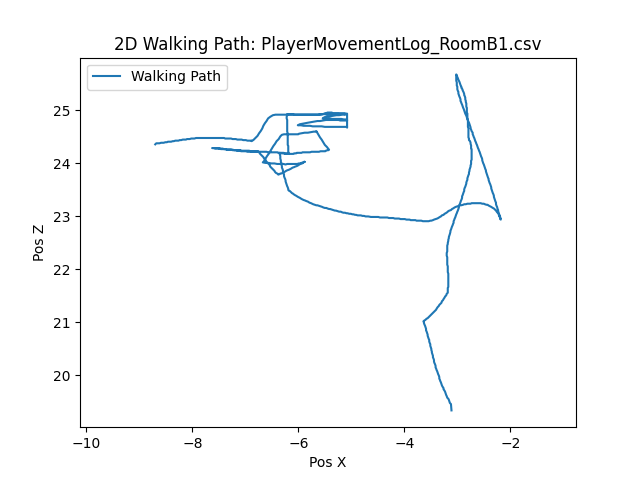 2D Walking Path: PlayerMovementLog_RoomB1.csv
Walking Path
25
24
23
22
21
20
Pos Z
−10
−8
−6
−4
−2
Pos X